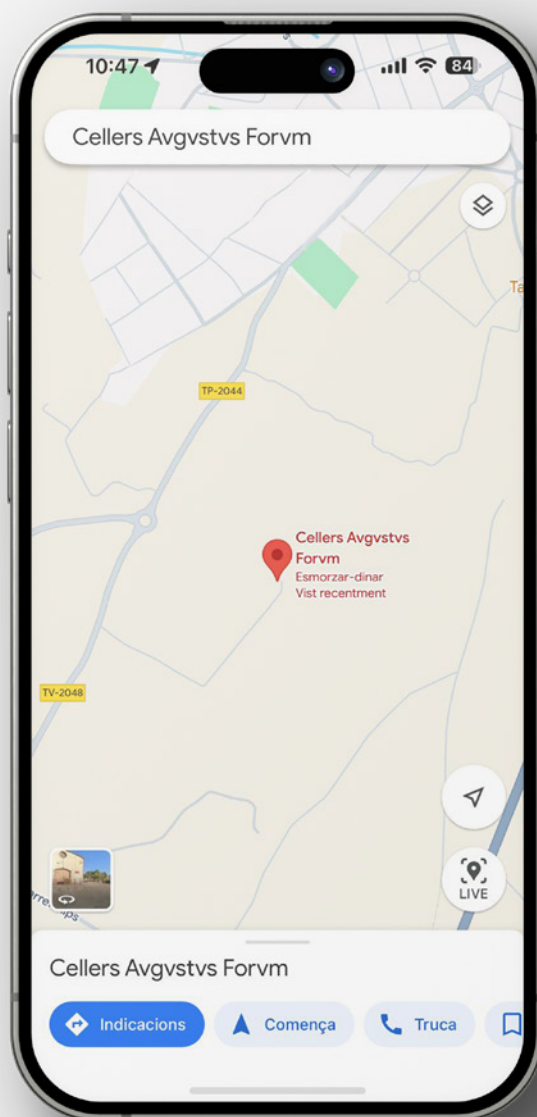 10:47
84
Cellers Avgvstvs Forvm
Ta
TP-2044
Cellers Avgvstvs
Forvm
Esmorzar-dinar
Vist recentment
TV-2048
LIVE
Cellers Avgvstvs Forvm
Indicacions
Comença
Truca